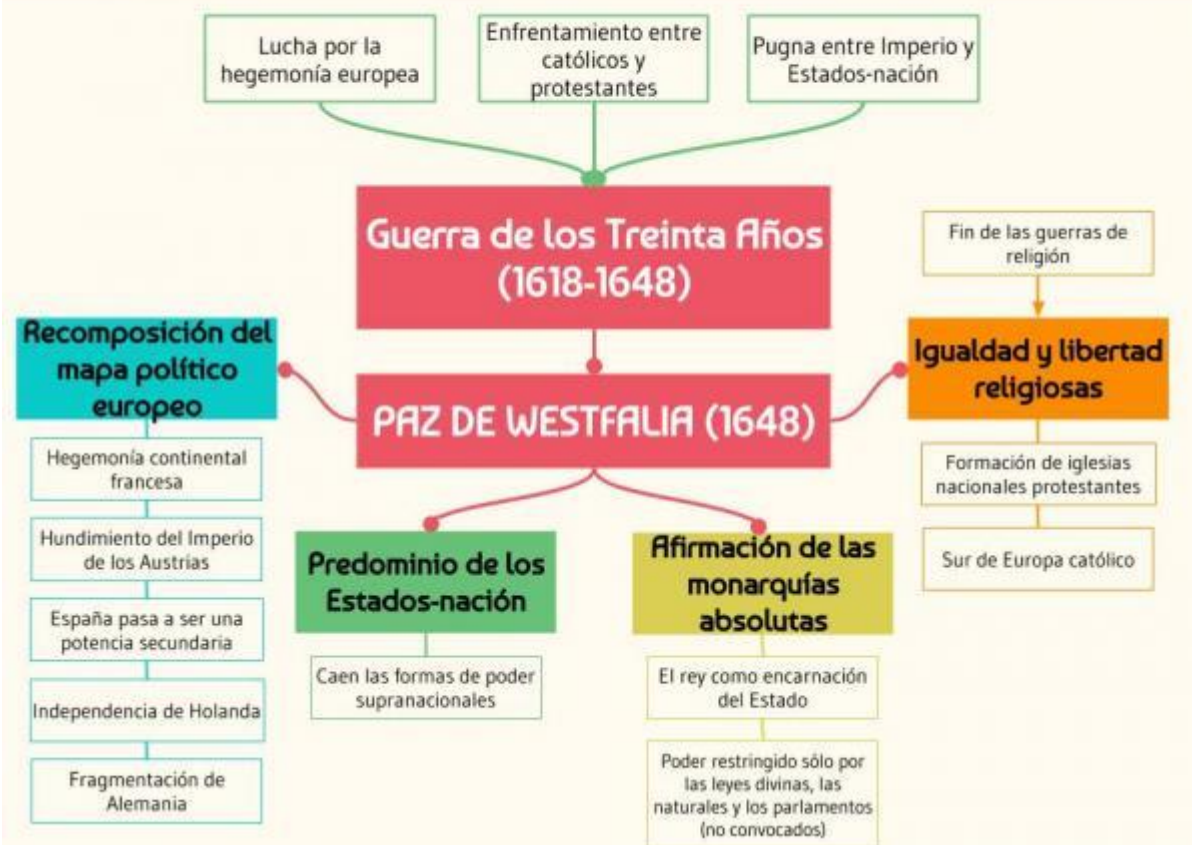 Lucha por la
hegemonía europea
Enfrentamiento entre
católicos y
protestantes
Pugna entre Imperio y
Estados-nación
Guerra de los Treinta Años
(1618-1648)
PAZ DE WESTFALIA (1648)
Recomposición del
mapa político
europeo
Hegemonía continental
francesa
Hundimiento del Imperio
de los Austrias
España pasa a ser una
potencia secundaria
Independencia de Holanda
Fragmentación de
Alemania
Predominio de los
Estados-nación
Caen las formas de poder
supranacionales
Afirmación de las
monarquías
absolutas
El rey como encarnación
del Estado
Poder restringido sólo por
las leyes divinas, las
naturales y los parlamentos
(no convocados)
Fin de las guerras de
religión
Igualdad y libertad
religiosas
Formación de iglesias
nacionales protestantes
Sur de Europa católico